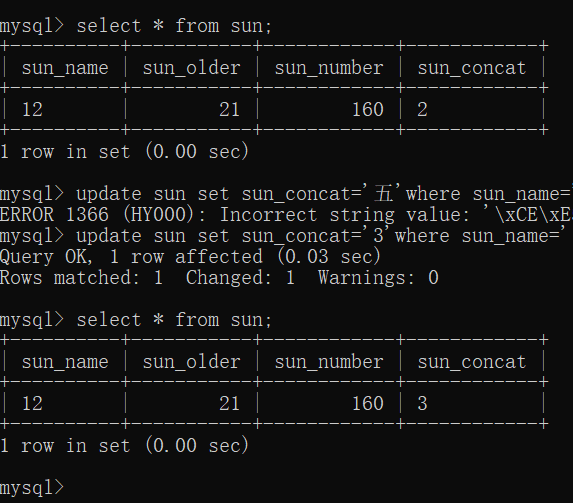 mysql> select * from sun;
+----------+-----------+------------+------------+
| sun_name | sun_older | sun_number | sun_concat |
+----------+-----------+------------+------------+
| 12       |        21 |        160 | 2          |
+----------+-----------+------------+------------+
1 row in set (0.00 sec)
mysql> update sun set sun_concat='五'where sun_name='
ERROR 1366 (HY000): Incorrect string value: '\xCE\xE
mysql> update sun set sun_concat='3'where sun_name='
Query OK, 1 row affected (0.03 sec)
Rows matched: 1  Changed: 1  Warnings: 0
mysql> select * from sun;
+----------+-----------+------------+------------+
| sun_name | sun_older | sun_number | sun_concat |
+----------+-----------+------------+------------+
| 12       |        21 |        160 | 3          |
+----------+-----------+------------+------------+
1 row in set (0.00 sec)
mysql>